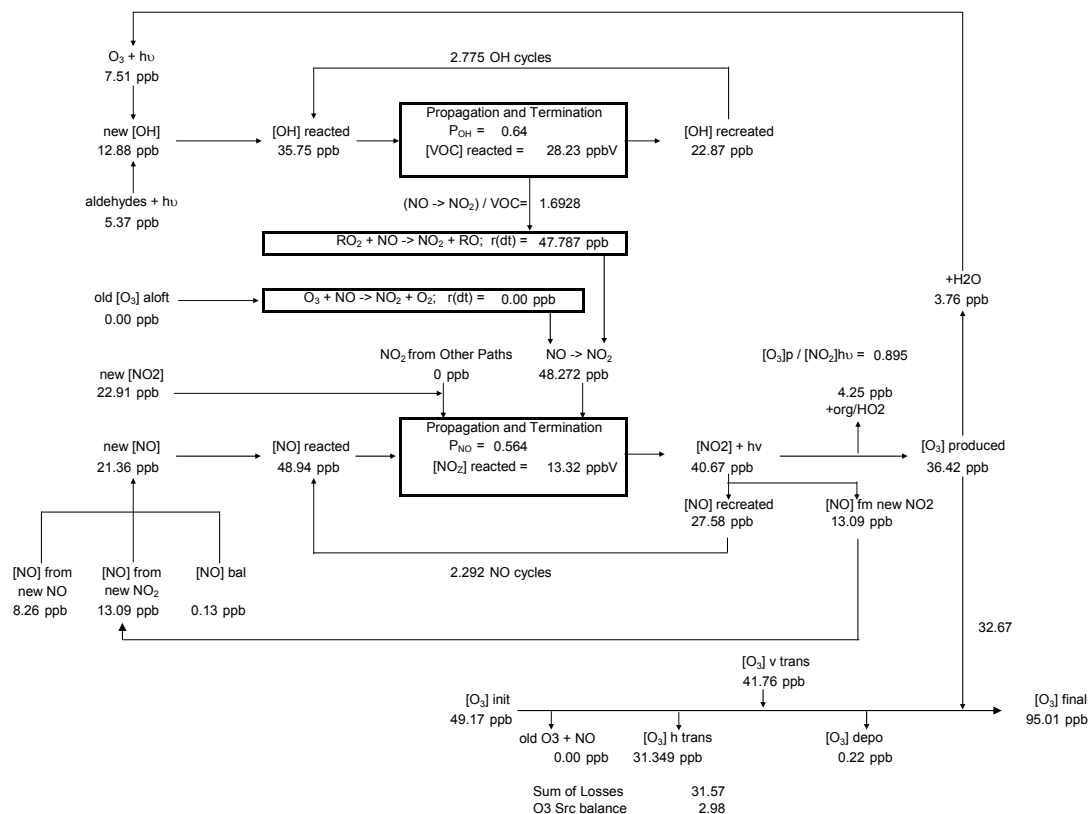 O₃ + hυ
7.51 ppb
2.775 OH cycles
new [OH]
12.88 ppb
[OH] reacted
35.75 ppb
Propagation and Termination
P_OH = 0.64
[VOC] reacted = 28.23 ppbV
[OH] recreated
22.87 ppb
aldehydes + hυ
5.37 ppb
(NO -> NO₂) / VOC= 1.6928
RO₂ + NO -> NO₂ + RO; r(dt) = 47.787 ppb
old [O₃] aloft
0.00 ppb
O₃ + NO -> NO₂ + O₂; r(dt) = 0.00 ppb
+H2O
3.76 ppb
NO₂ from Other Paths
0 ppb
NO -> NO₂
48.272 ppb
[O₃]p / [NO₂]hυ = 0.895
new [NO2]
22.91 ppb
4.25 ppb
+org/HO2
new [NO]
21.36 ppb
[NO] reacted
48.94 ppb
Propagation and Termination
P_NO = 0.564
[NO_Z] reacted = 13.32 ppbV
[NO2] + hv
40.67 ppb
[O₃] produced
36.42 ppb
[NO] recreated
27.58 ppb
[NO] fm new NO2
13.09 ppb
2.292 NO cycles
[NO] from
new NO
8.26 ppb
[NO] from
new NO₂
13.09 ppb
[NO] bal
0.13 ppb
32.67
[O₃] v trans
41.76 ppb
[O₃] init
49.17 ppb
[O₃] final
95.01 ppb
old O3 + NO
0.00 ppb
[O₃] h trans
31.349 ppb
[O₃] depo
0.22 ppb
Sum of Losses 31.57
O3 Src balance 2.98